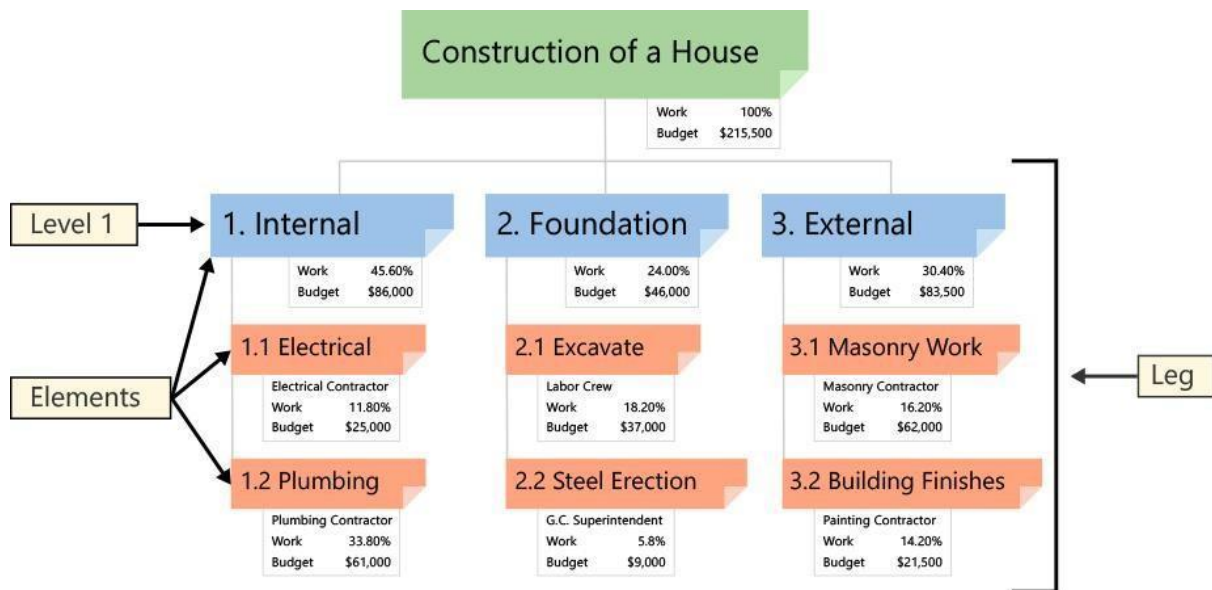 Construction of a House
Work 100%
Budget $215,500
Level 1
1. Internal
Work 45.60%
Budget $86,000
2. Foundation
Work 24.00%
Budget $46,000
3. External
Work 30.40%
Budget $83,500
Elements
1.1 Electrical
Electrical Contractor
Work 11.80%
Budget $25,000
1.2 Plumbing
Plumbing Contractor
Work 33.80%
Budget $61,000
2.1 Excavate
Labor Crew
Work 18.20%
Budget $37,000
2.2 Steel Erection
G.C. Superintendent
Work 5.8%
Budget $9,000
3.1 Masonry Work
Masonry Contractor
Work 16.20%
Budget $62,000
3.2 Building Finishes
Painting Contractor
Work 14.20%
Budget $21,500
Leg